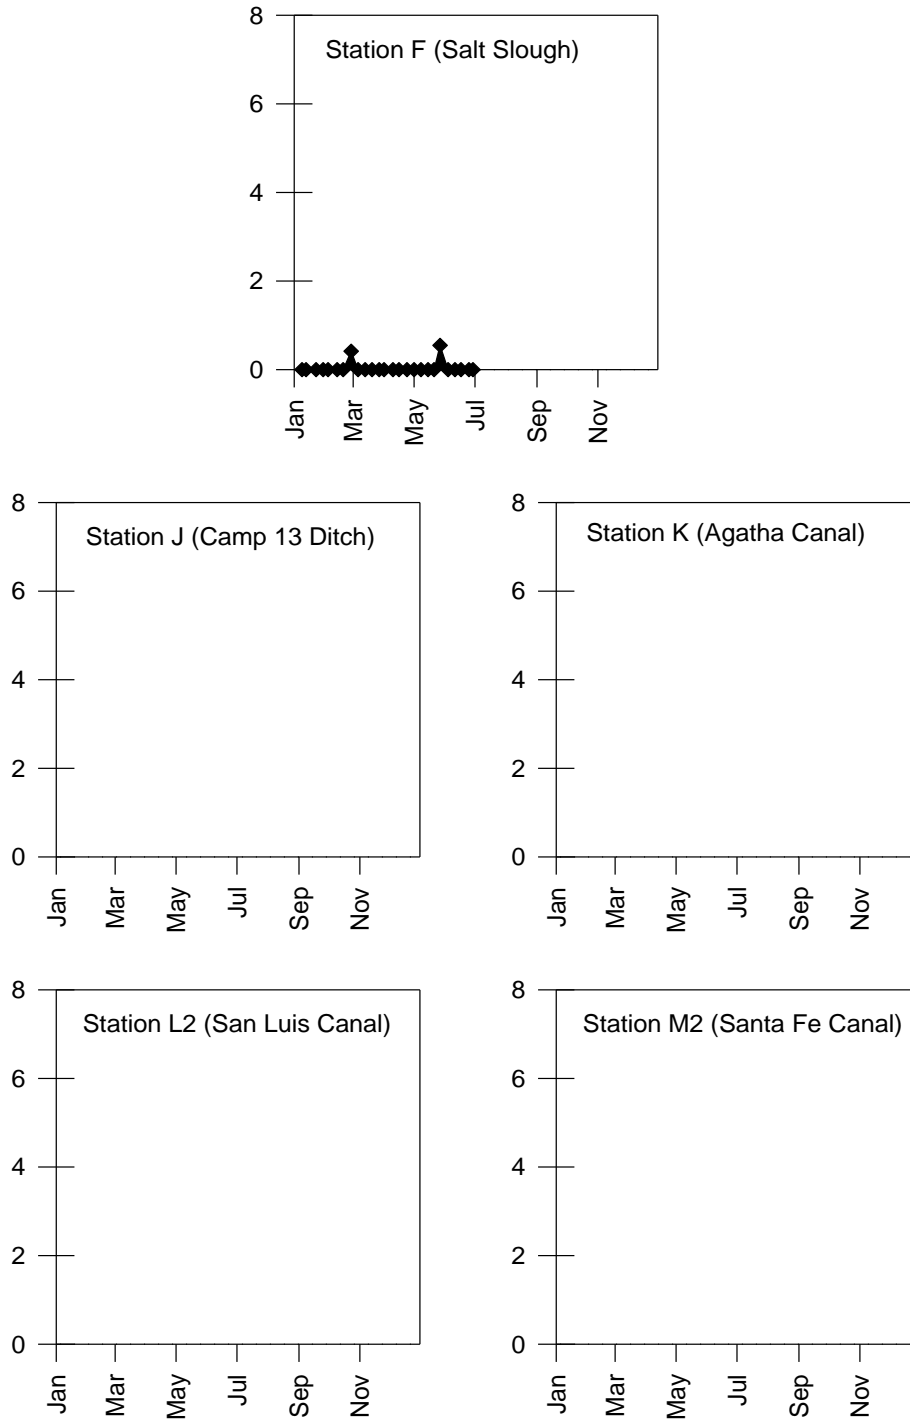 8
Station F (Salt Slough)
6
4
2
0
Jan Mar May Jul Sep Nov
8 8
Station J (Camp 13 Ditch) Station K (Agatha Canal)
6 6
4 4
2 2
0 0
Jan Mar May Jul Sep Nov Jan Mar May Jul Sep Nov
8 8
Station L2 (San Luis Canal) Station M2 (Santa Fe Canal)
6 6
4 4
2 2
0 0
Jan Mar May Jul Sep Nov Jan Mar May Jul Sep Nov